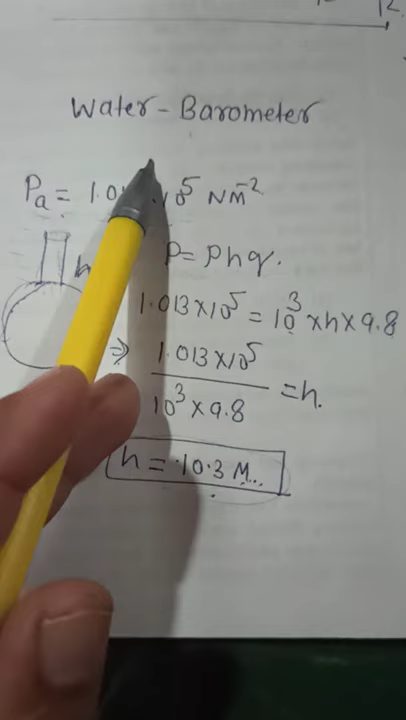 12.
Water-Barometer
Pa = 1.0 10⁵ Nm⁻²
h P = ρhg.
1.013×10⁵ = 10³ ×h×9.8
⇒ 1.013×10⁵ / 10³×9.8 = h.
h = 10.3 M..